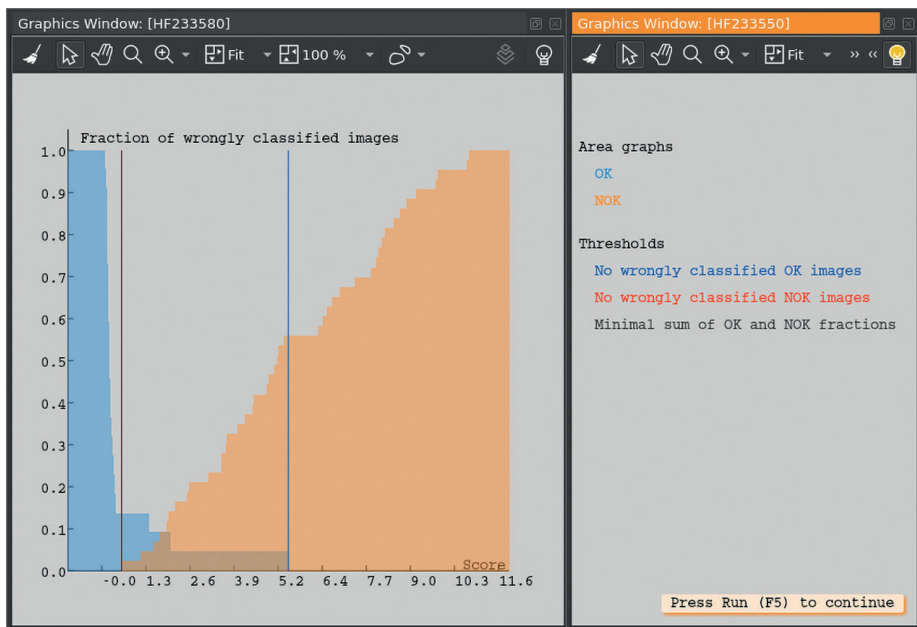 Graphics Window: [HF233580]
Fit
100 %
Fraction of wrongly classified images
1.0
0.9
0.8
0.7
0.6
0.5
0.4
0.3
0.2
0.1
0.0
Score
-0.0 1.3 2.6 3.9 5.2 6.4 7.7 9.0 10.3 11.6
Graphics Window: [HF233550]
Fit
Area graphs
OK
NOK
Thresholds
No wrongly classified OK images
No wrongly classified NOK images
Minimal sum of OK and NOK fractions
Press Run (F5) to continue